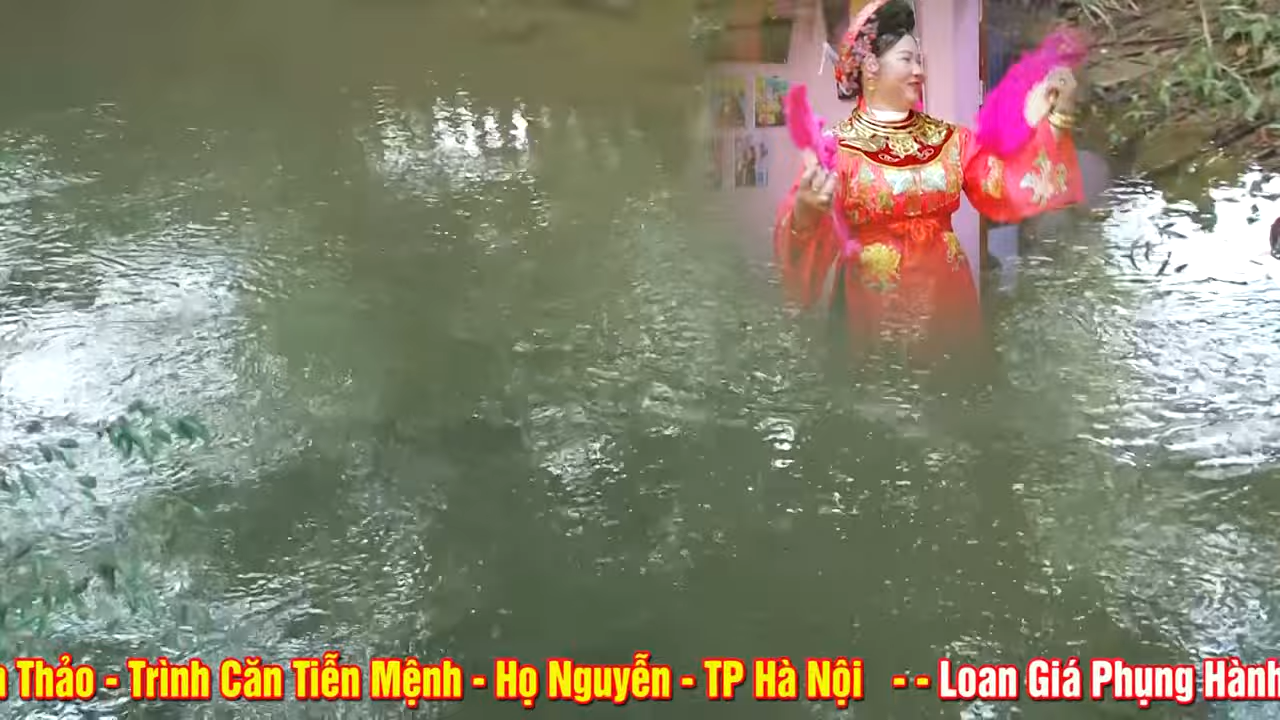 Thảo - Trình Căn Tiễn Mệnh - Họ Nguyễn - TP Hà Nội - - Loan Giá Phụng Hành